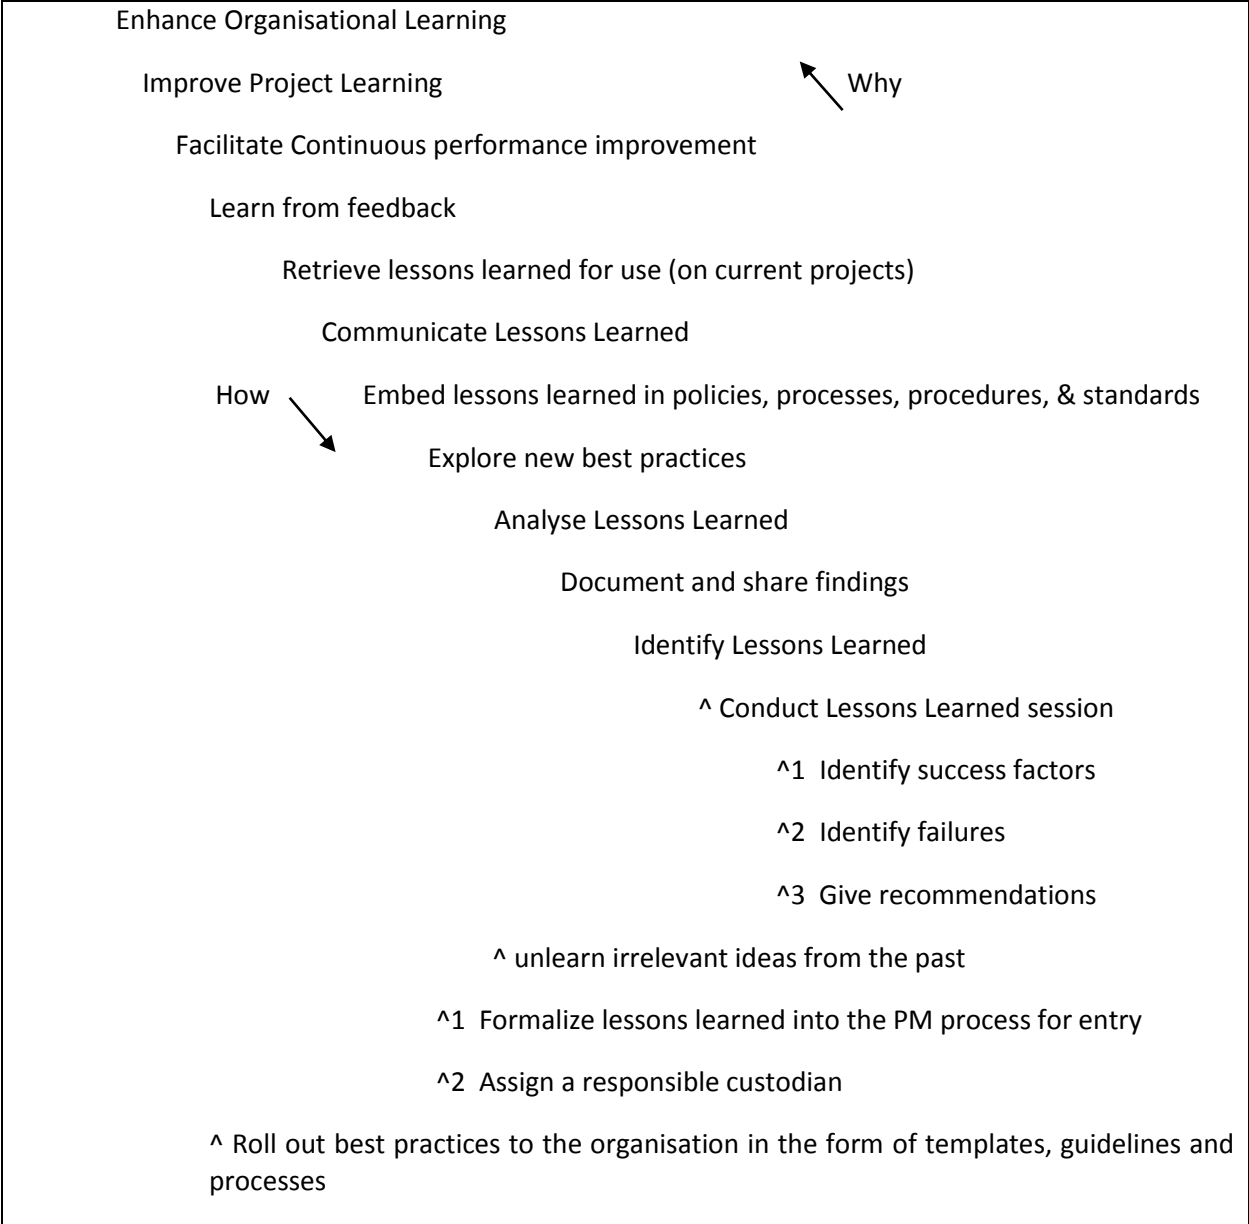 Enhance Organisational Learning
Improve Project Learning
Why
Facilitate Continuous performance improvement
Learn from feedback
Retrieve lessons learned for use (on current projects)
Communicate Lessons Learned
How
Embed lessons learned in policies, processes, procedures, & standards
Explore new best practices
Analyse Lessons Learned
Document and share findings
Identify Lessons Learned
^ Conduct Lessons Learned session
^1 Identify success factors
^2 Identify failures
^3 Give recommendations
^ unlearn irrelevant ideas from the past
^1 Formalize lessons learned into the PM process for entry
^2 Assign a responsible custodian
^ Roll out best practices to the organisation in the form of templates, guidelines and
processes